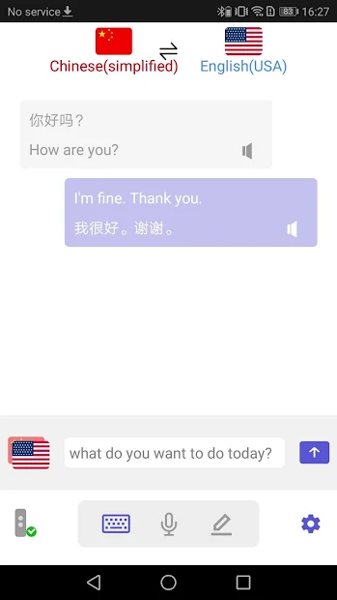 No service 83 16:27
Chinese(simplified) English(USA)
你好吗？
How are you?
I'm fine. Thank you.
我很好。谢谢。
what do you want to do today?